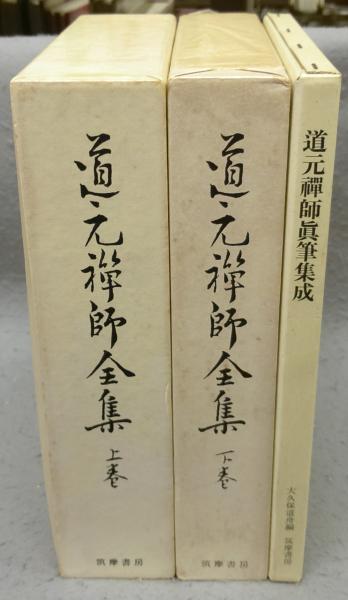 道元禅師全集
上巻
筑摩書房
道元禅師全集
下巻
筑摩書房
道元禪師眞筆集成
大久保道舟編 筑摩書房